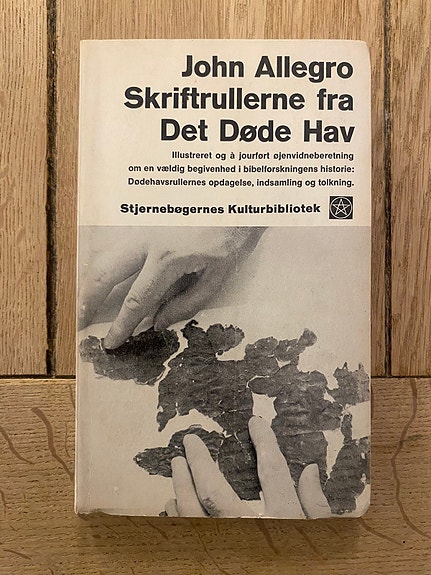 John Allegro
Skriftrullerne fra
Det Døde Hav
Illustreret og à jourført øjenvidneberetning
om en vældig begivenhed i bibelforskningens historie:
Dødehavsrullernes opdagelse, indsamling og tolkning.
Stjernebøgernes Kulturbibliotek